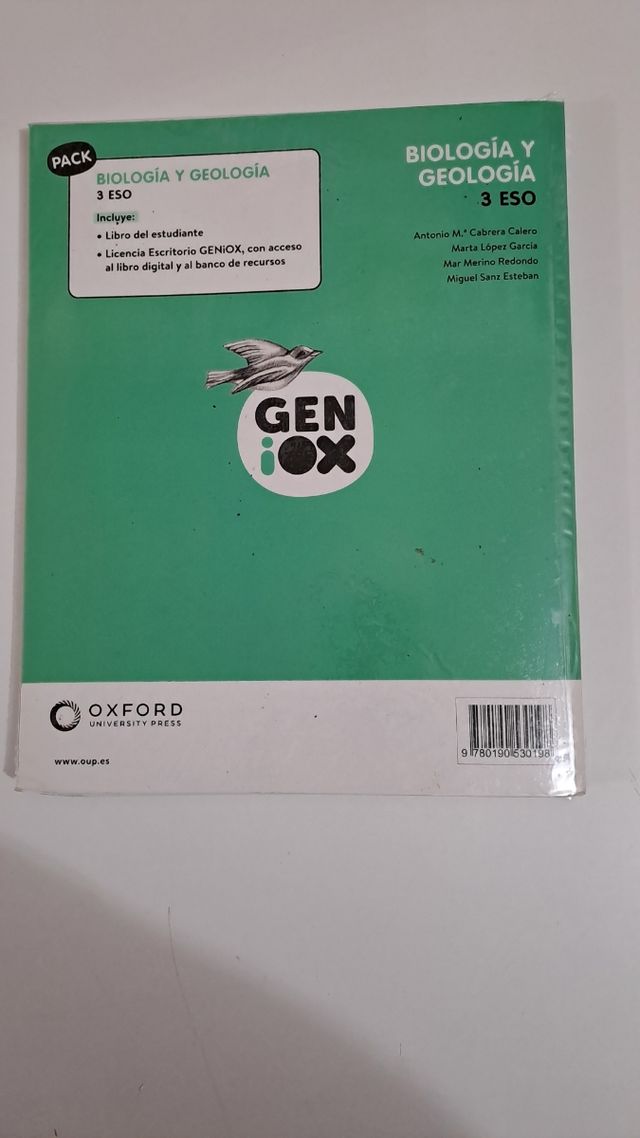 PACK
BIOLOGÍA Y GEOLOGÍA
3 ESO
Incluye:
• Libro del estudiante
• Licencia Escritorio GENiOX, con acceso
al libro digital y al banco de recursos
BIOLOGÍA Y
GEOLOGÍA
3 ESO
Antonio M.ª Cabrera Calero
Marta López García
Mar Merino Redondo
Miguel Sanz Esteban
GEN
iOX
OXFORD
UNIVERSITY PRESS
www.oup.es
9 780190 530198